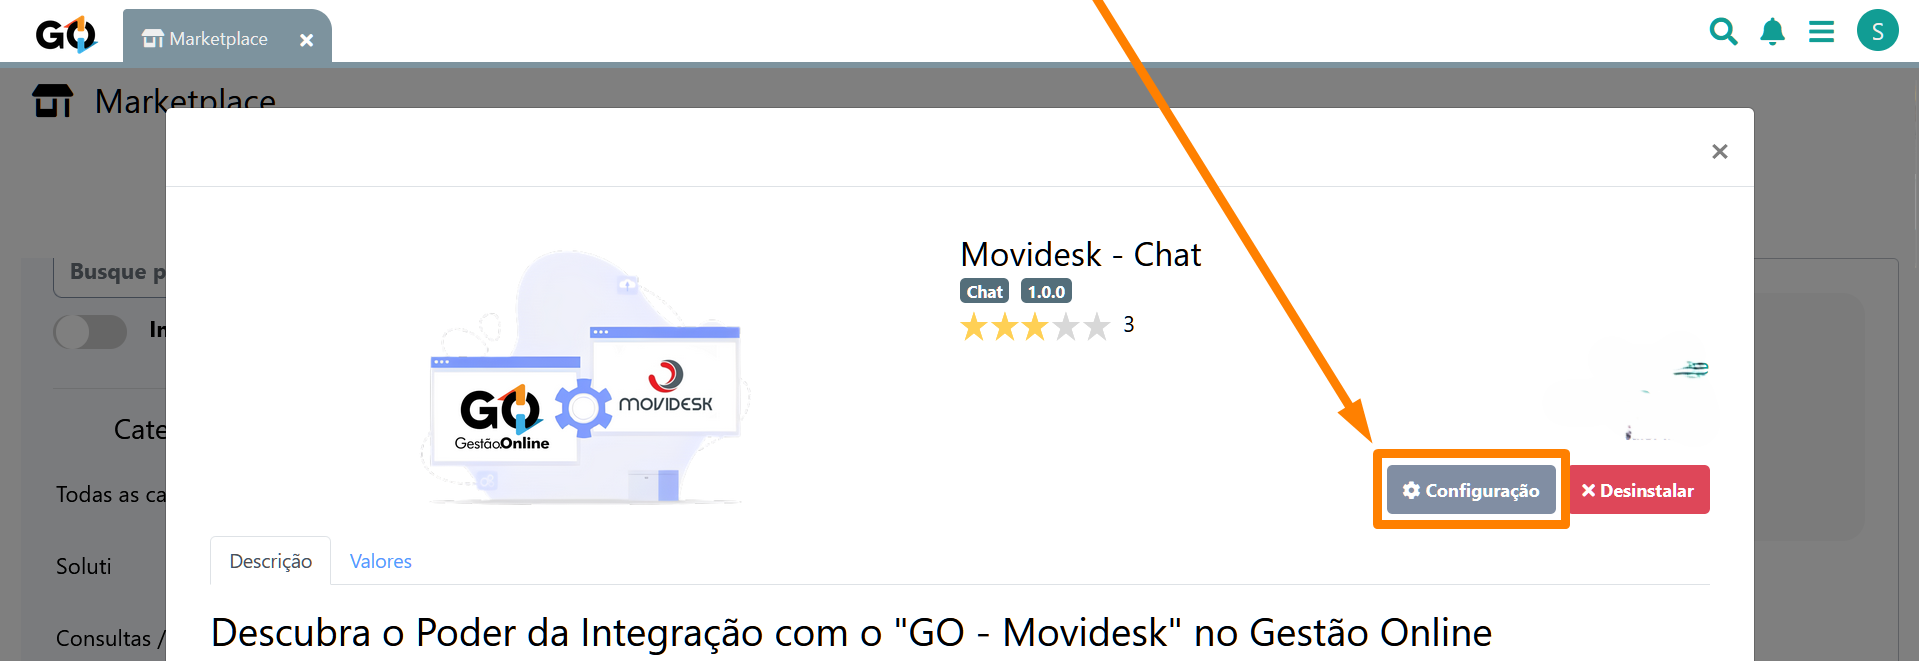 GO
Marketplace
S
Marketplace
Busque p
In
Cate
Todas as ca
Soluti
Consultas /
Movidesk - Chat
Chat 1.0.0
3
GO
GestãoOnline
MOVIDESK
Configuração
Desinstalar
Descrição
Valores
Descubra o Poder da Integração com o "GO - Movidesk" no Gestão Online